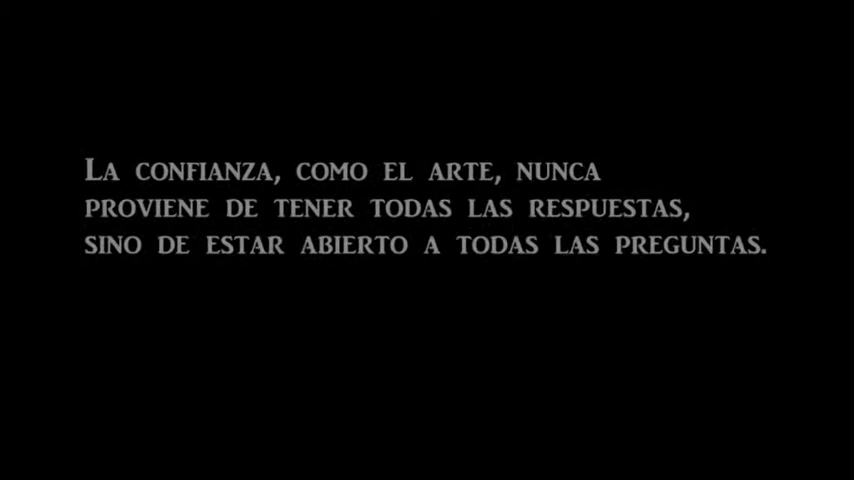 La confianza, como el arte, nunca
proviene de tener todas las respuestas,
sino de estar abierto a todas las preguntas.